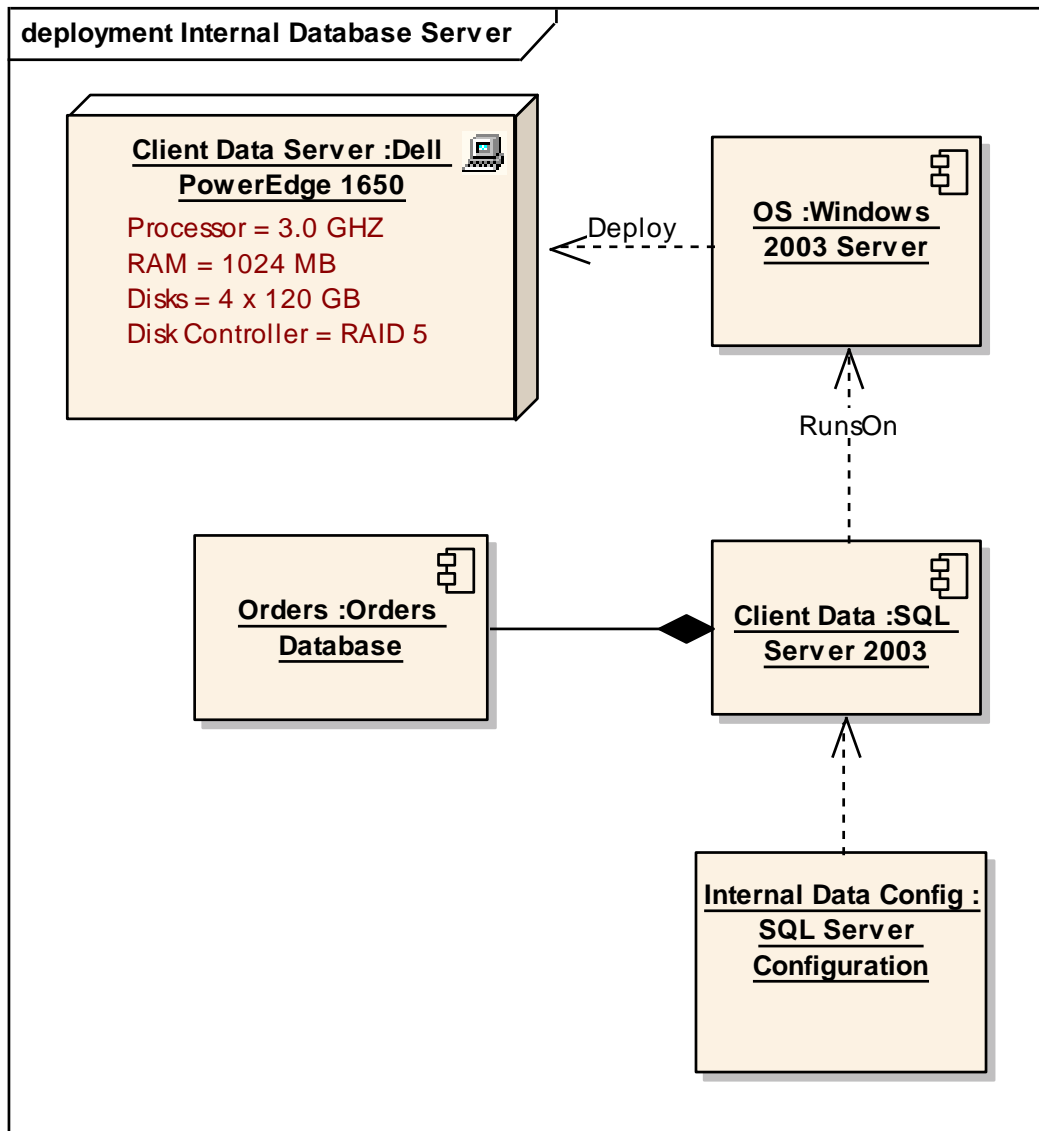 deployment Internal Database Server
Client Data Server :Dell
PowerEdge 1650
Processor = 3.0 GHZ
RAM = 1024 MB
Disks = 4 x 120 GB
Disk Controller = RAID 5
Deploy
OS :Windows
2003 Server
RunsOn
Orders :Orders
Database
Client Data :SQL
Server 2003
Internal Data Config :
SQL Server
Configuration